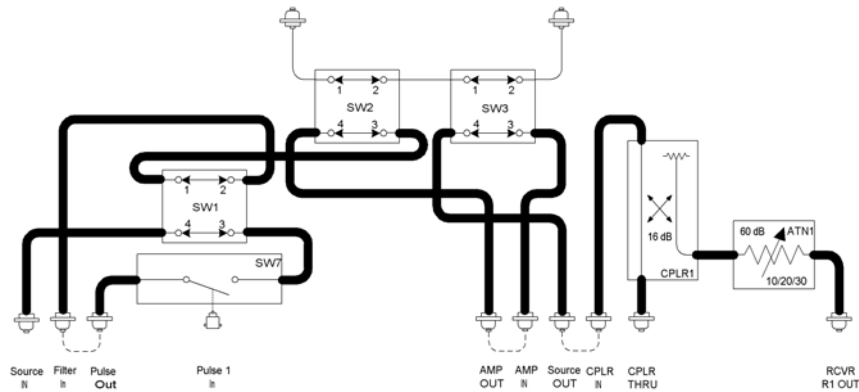 1 2
SW2
4 3
1 2
SW3
4 3
1 2
SW1
4 3
SW7
16 dB
CPLR1
60 dB ATN1
10/20/30
Source
IN
Filter
In
Pulse
Out
Pulse 1
In
AMP
OUT
AMP
IN
Source
OUT
CPLR
IN
CPLR
THRU
RCVR
R1 OUT